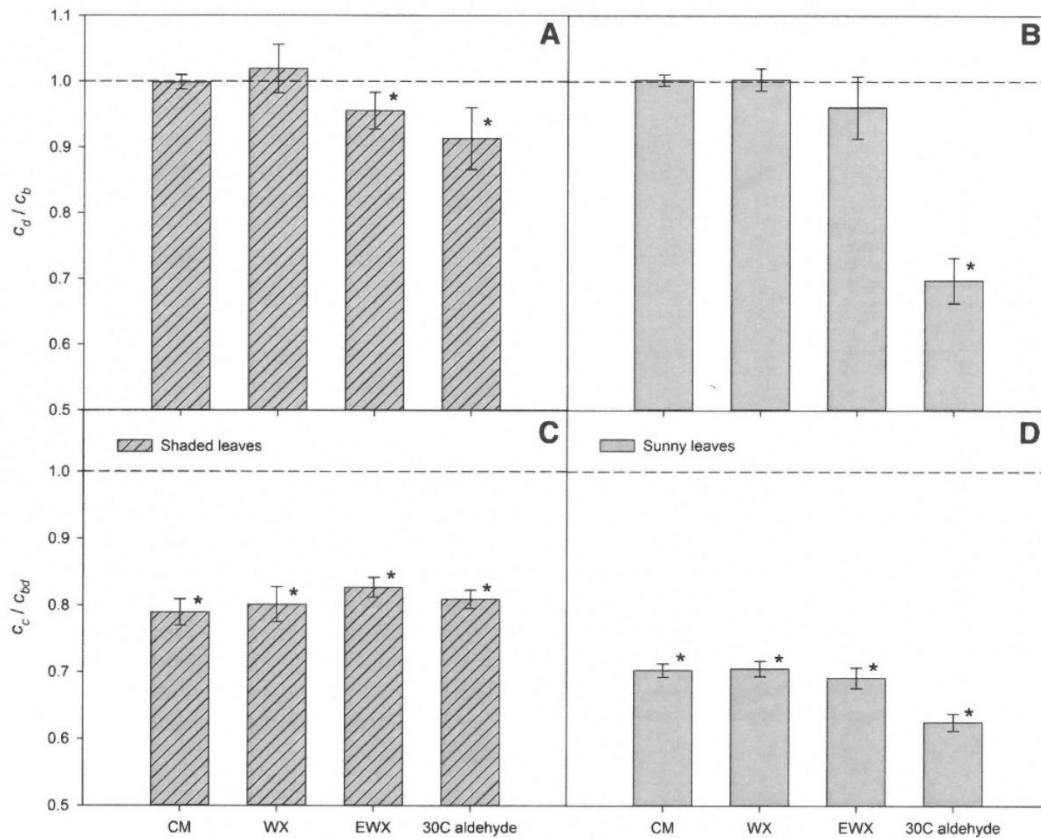 1.1
A
B
1.0
0.9
*
*
c_d / c_b
0.8
0.7
*
0.6
0.5
Shaded leaves
C
Sunny leaves
D
1.0
0.9
c_c / c_bd
0.8
*
*
*
*
0.7
*
*
*
*
0.6
0.5
CM
WX
EWX
30C aldehyde
CM
WX
EWX
30C aldehyde